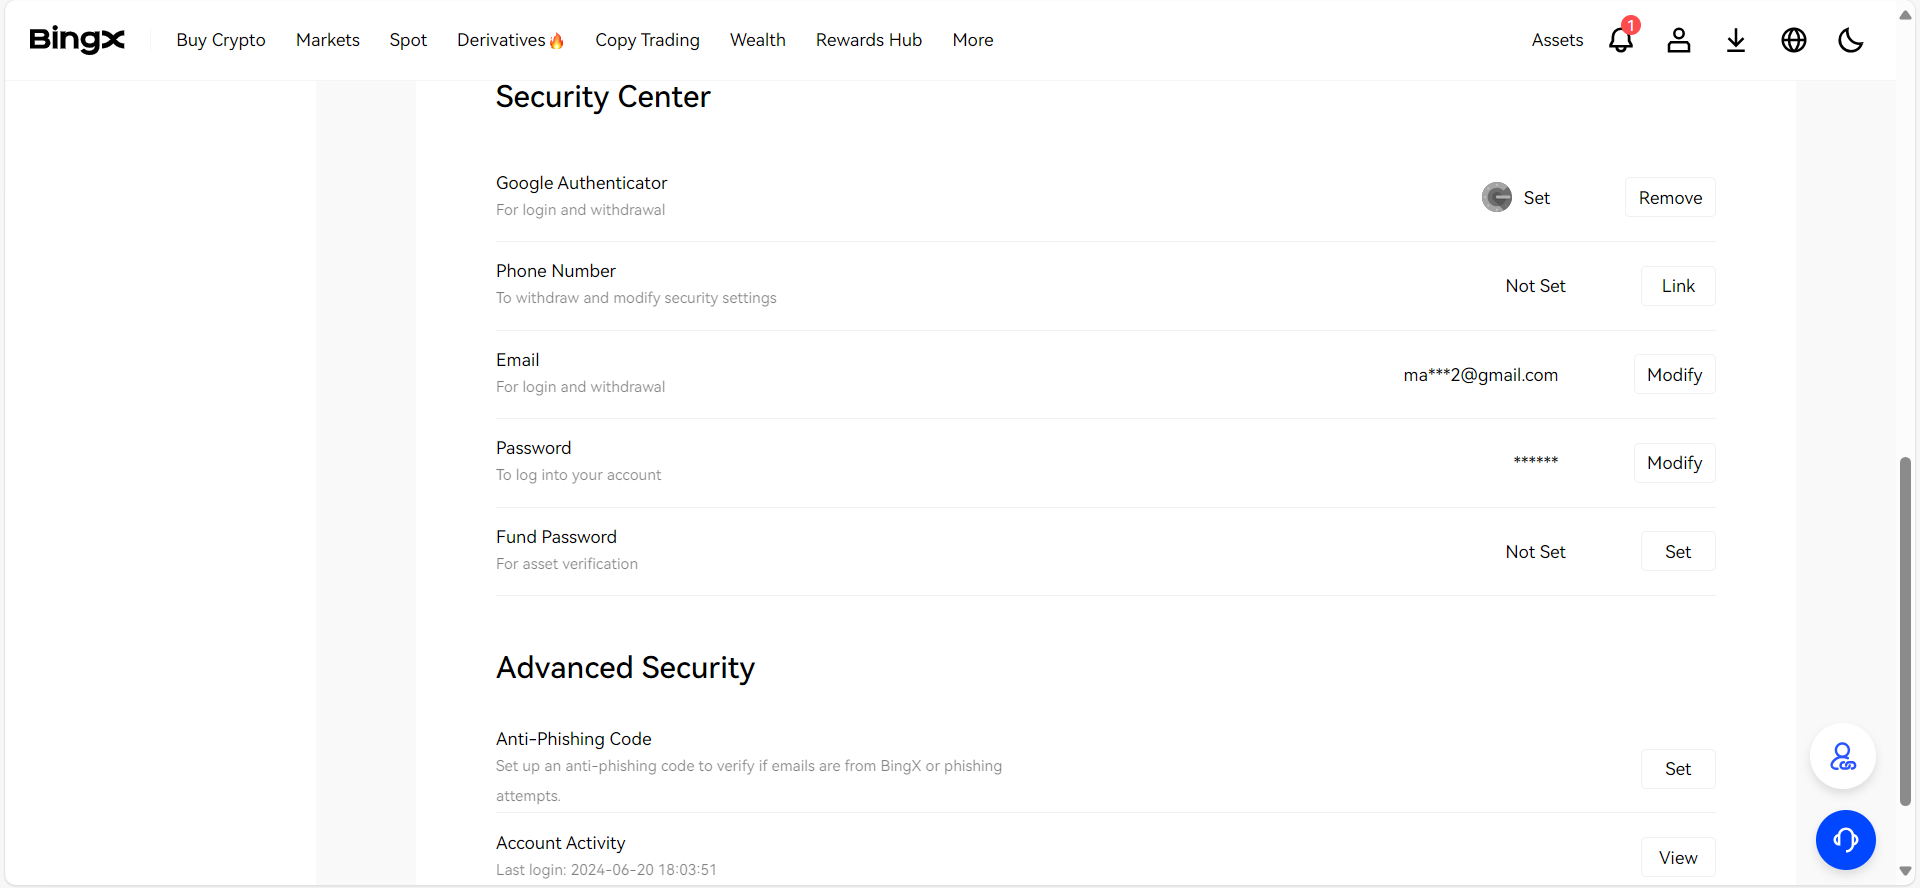 BingX
Buy Crypto
Markets
Spot
Derivatives
Copy Trading
Wealth
Rewards Hub
More
Assets
1
Security Center
Google Authenticator
For login and withdrawal
Set
Remove
Phone Number
To withdraw and modify security settings
Not Set
Link
Email
For login and withdrawal
ma***2@gmail.com
Modify
Password
To log into your account
******
Modify
Fund Password
For asset verification
Not Set
Set
Advanced Security
Anti-Phishing Code
Set up an anti-phishing code to verify if emails are from BingX or phishing
attempts.
Set
Account Activity
Last login: 2024-06-20 18:03:51
View